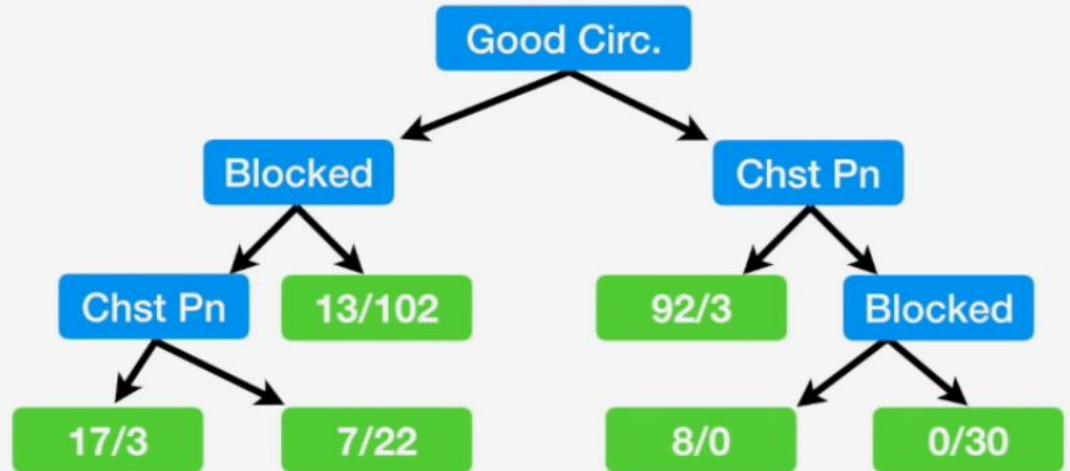 Good Circ.
Blocked
Chst Pn
Chst Pn
13/102
92/3
Blocked
17/3
7/22
8/0
0/30